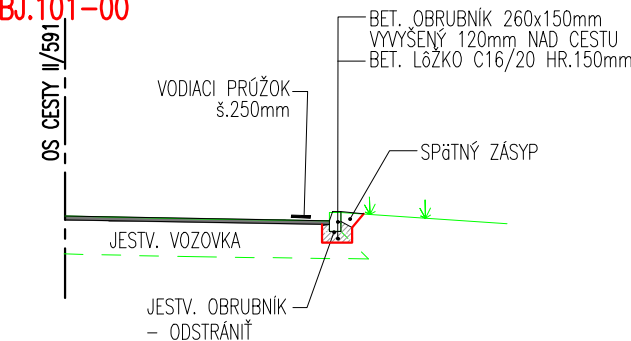 BJ.101-00
OS CESTY II/591
BET. OBRUBNÍK 260x150mm
VYVYŠENÝ 120mm NAD CESTU
BET. LôŽKO C16/20 HR.150mm
VODIACI PRÚŽOK
š.250mm
SPäTNÝ ZÁSYP
JESTV. VOZOVKA
JESTV. OBRUBNÍK
– ODSTRÁNIŤ